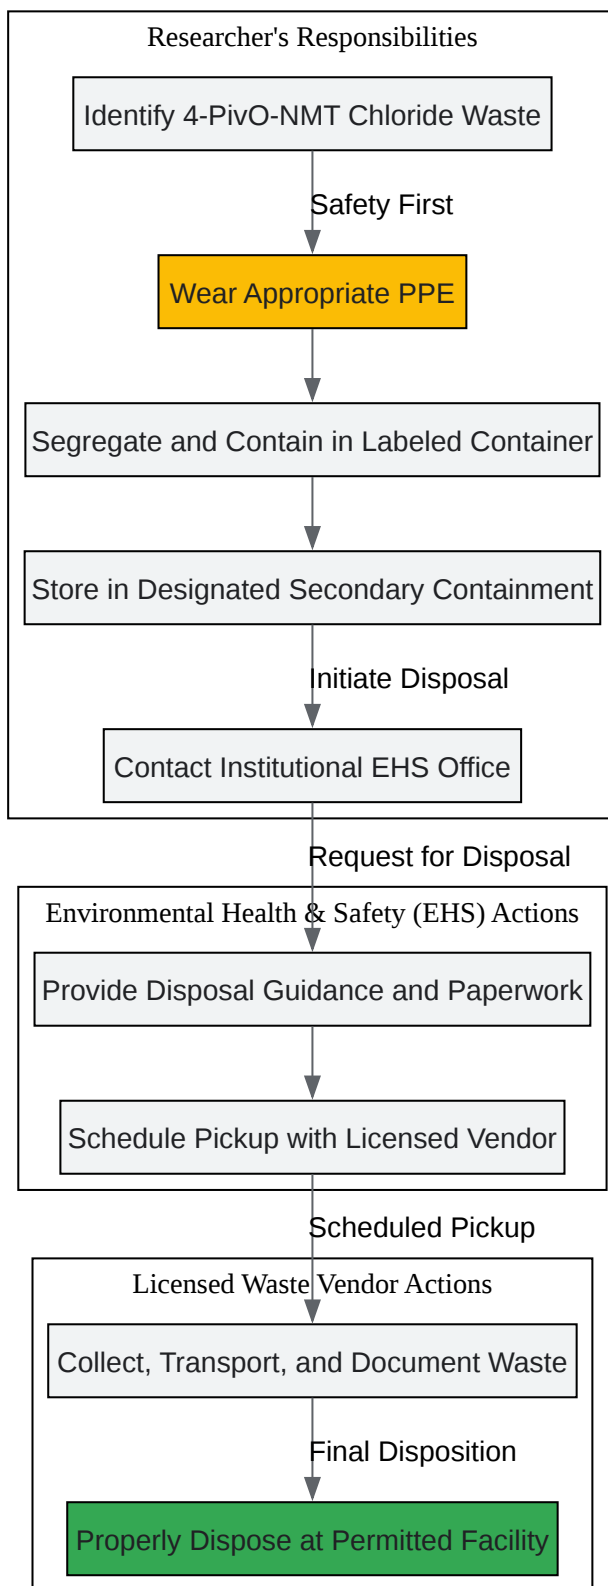 Researcher's Responsibilities
Identify 4-PivO-NMT Chloride Waste
Safety First
Wear Appropriate PPE
Segregate and Contain in Labeled Container
Store in Designated Secondary Containment
Initiate Disposal
Contact Institutional EHS Office
Request for Disposal
Environmental Health & Safety (EHS) Actions
Provide Disposal Guidance and Paperwork
Schedule Pickup with Licensed Vendor
Scheduled Pickup
Licensed Waste Vendor Actions
Collect, Transport, and Document Waste
Final Disposition
Properly Dispose at Permitted Facility